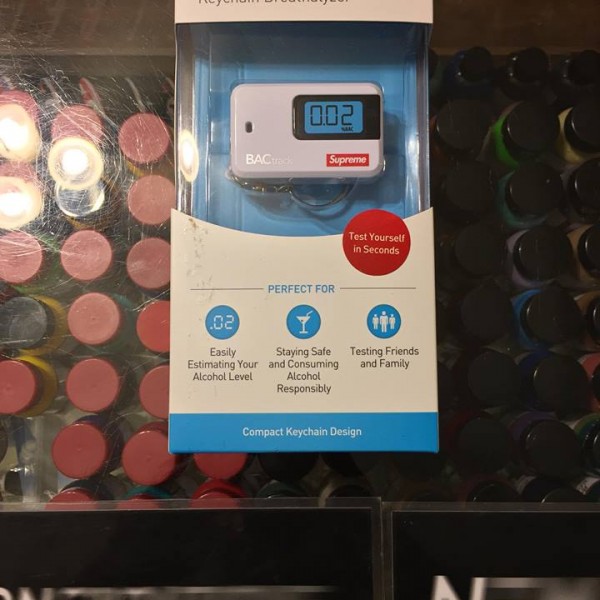 Keychain Breathalyzer
0.02
%BAC
BACtrack
Supreme
Test Yourself
in Seconds
PERFECT FOR
.02
Easily
Estimating Your
Alcohol Level
Staying Safe
and Consuming
Alcohol
Responsibly
Testing Friends
and Family
Compact Keychain Design